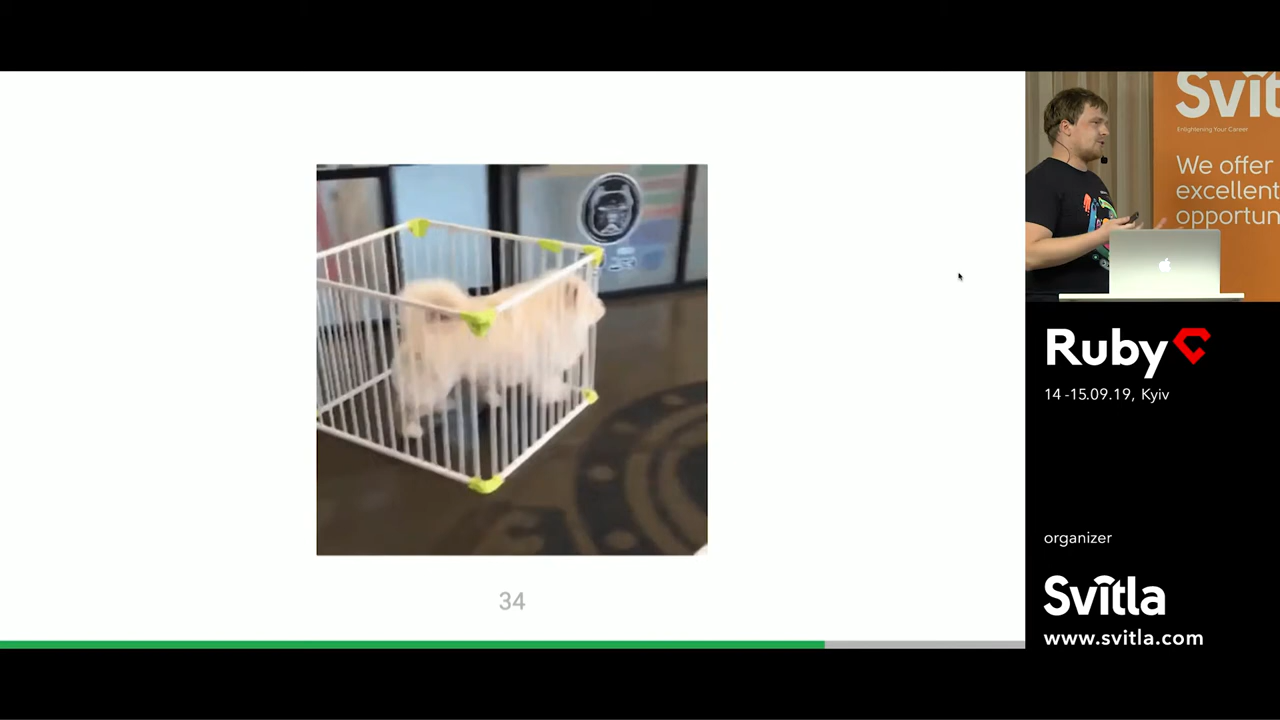 34
Svit
Enlightening Your Career
We offer
excellent
opportun
Ruby
14 -15.09.19, Kyiv
organizer
Svitla
www.svitla.com